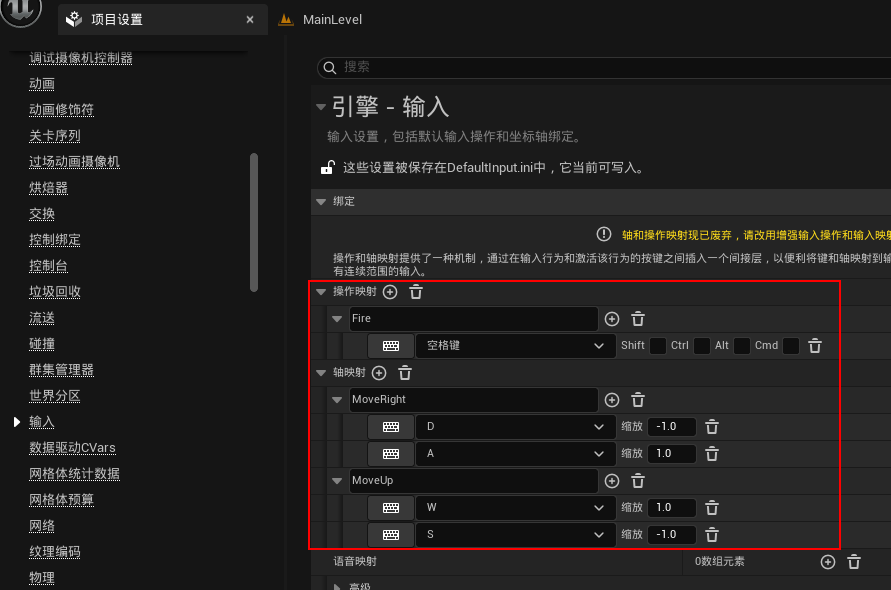 项目设置
MainLevel
调试摄像机控制器
动画
动画修饰符
关卡序列
过场动画摄像机
烘焙器
交换
控制绑定
控制台
垃圾回收
流送
碰撞
群集管理器
世界分区
输入
数据驱动CVars
网格体统计数据
网格体预算
网络
纹理编码
物理
搜索
引擎 - 输入
输入设置，包括默认输入操作和坐标轴绑定。
这些设置被保存在DefaultInput.ini中，它当前可写入。
绑定
轴和操作映射现已废弃，请改用增强输入操作和输入映射
操作和轴映射提供了一种机制，通过在输入行为和激活该行为的按键之间插入一个间接层，以便利将键和轴映射到输
有连续范围的输入。
操作映射
Fire
空格键 Shift Ctrl Alt Cmd
轴映射
MoveRight
D 缩放 -1.0
A 缩放 1.0
MoveUp
W 缩放 1.0
S 缩放 -1.0
语音映射 0数组元素
高级